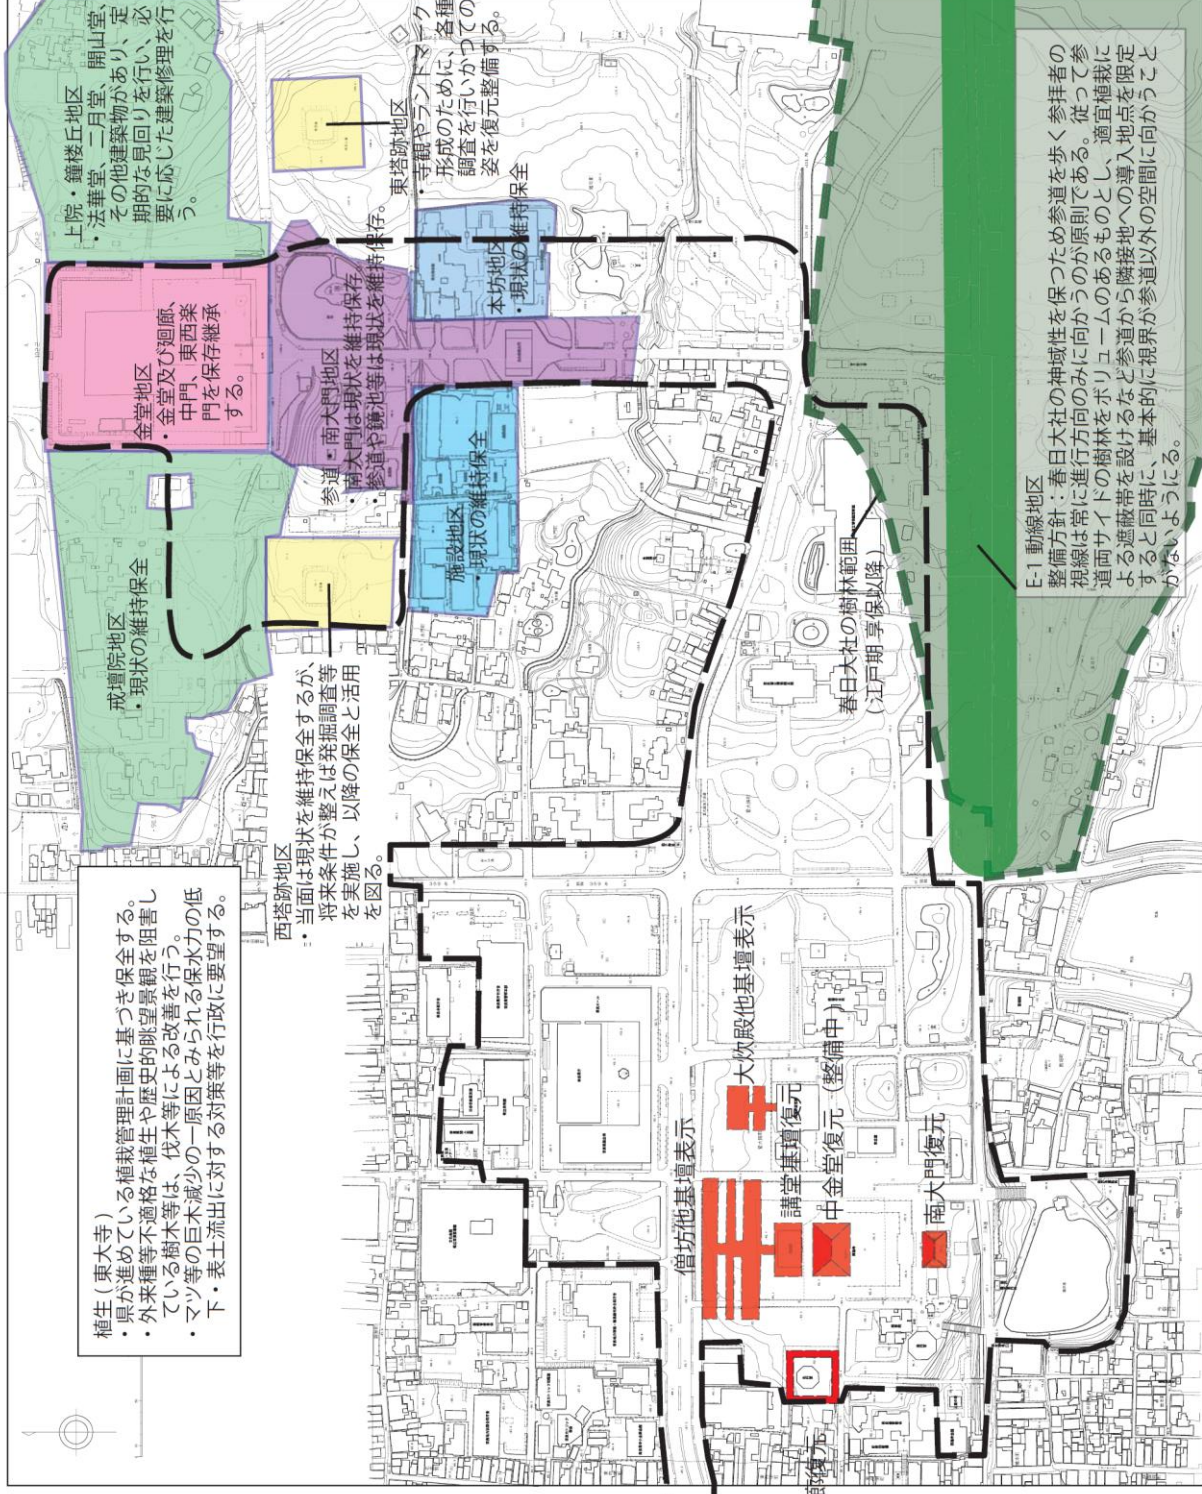 植生(東大寺)
・県が進めている植栽管理計画に基づき保全する。
・外来種等不適格な植生や歴史的眺望景観を阻害し
ている樹木等は、伐木等による改善を行う。
・マツ等の巨木減少の一原因とみられる保水力の低
下・表土流出に対する対策等を行政に要望する。
戒壇院地区
・現状の維持保全
金堂地区
・金堂及び廻廊、
中門、東西楽
門を保存継承
する。
上院・鐘楼丘地区
・法華堂、二月堂、開山堂、
その他建築物があり、定
期的な見回りを行い、必
要に応じた建築修理を行
う。
西塔跡地区
・当面は現状を維持保全するが、
将来条件が整えば発掘調査等
を実施し、以降の保全と活用
を図る。
参道・南大門地区
・南大門は現状を維持保存。
・参道や鏡池等は現状を維持保存。
東塔跡地区
・寺観やランドマーク
形成のために、各種
調査を行いかつての
姿を復元整備する。
施設地区
・現状の維持保全
本坊地区
・現状の維持保全
僧坊他基壇表示
大炊殿他基壇表示
講堂基壇復元
中金堂復元(整備中)
南大門復元
復元
春日大社の樹林範囲
(江戸期 享保以降)
E-1 動線地区
整備方針:春日大社の神域性を保つため参道を歩く参拝者の
視線は常に進行方向のみに向かうのが原則である。従って参
道両サイドの樹林をボリュームのあるものとし、適宜植栽に
よる遮蔽帯を設けるなど参道から隣接地への導入地点を限定
すると同時に、基本的に視界が参道以外の空間に向かうこと
がないようにる。